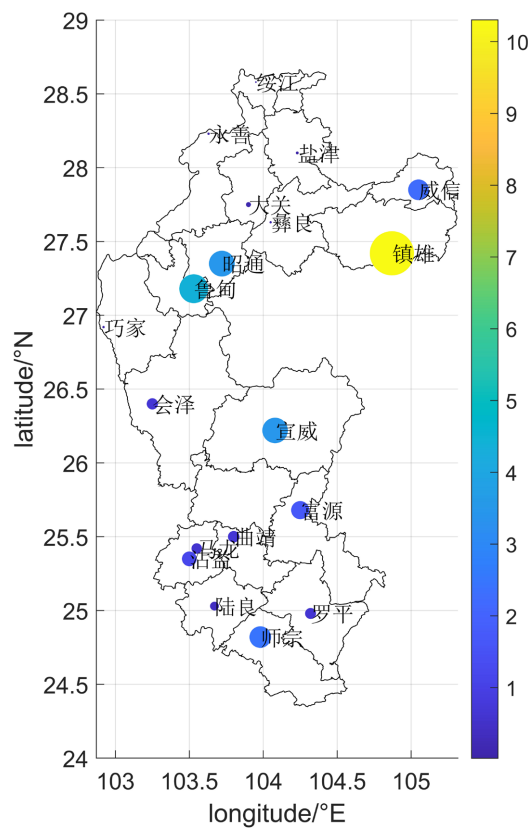 29
28.5
28
27.5
27
26.5
26
25.5
25
24.5
24
latitude/°N
绥江
永善
盐津
大关
彝良
威信
镇雄
昭通
鲁甸
巧家
会泽
宣威
富源
曲靖
马龙
沾益
陆良
罗平
师宗
103
103.5
104
104.5
105
longitude/°E
10
9
8
7
6
5
4
3
2
1